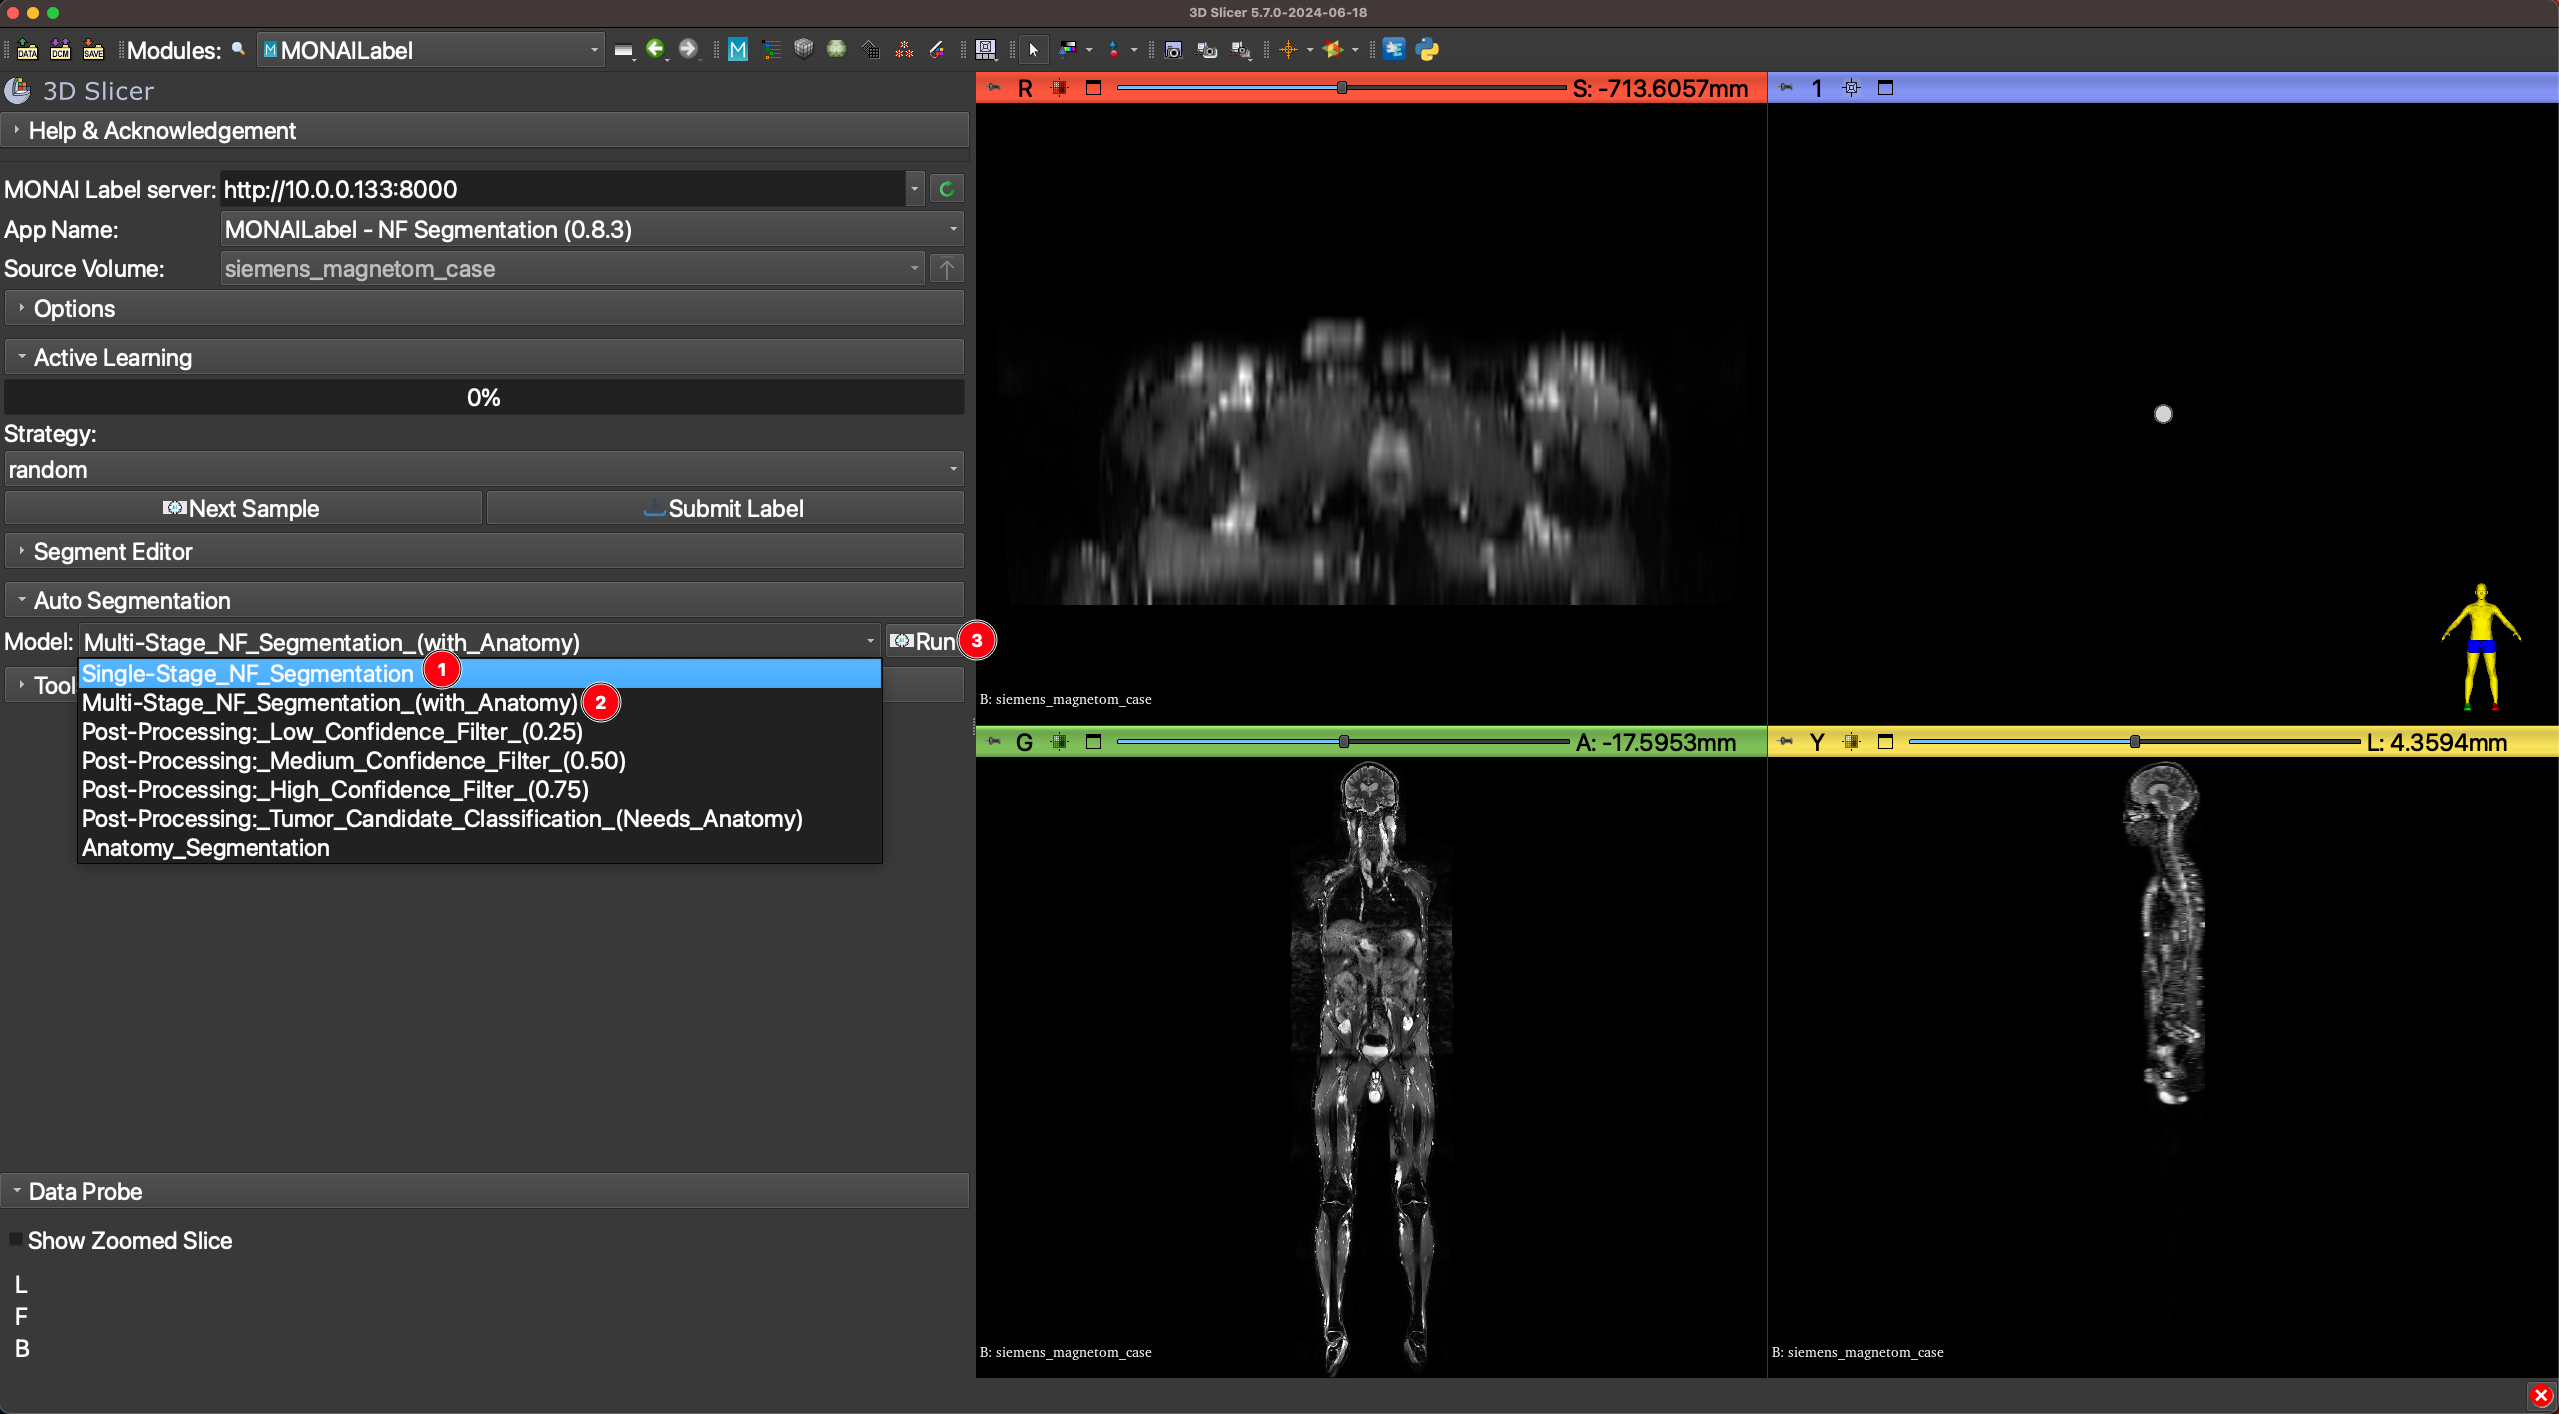 3D Slicer 5.7.0-2024-06-18
DATA DCM SAVE Modules: MONAILabel
3D Slicer
Help & Acknowledgement
MONAI Label server: http://10.0.0.133:8000
App Name: MONAILabel - NF Segmentation (0.8.3)
Source Volume: siemens_magnetom_case
Options
Active Learning
0%
Strategy:
random
Next Sample Submit Label
Segment Editor
Auto Segmentation
Model: Multi-Stage_NF_Segmentation_(with_Anatomy) Run 3
Single-Stage_NF_Segmentation 1
Multi-Stage_NF_Segmentation_(with_Anatomy) 2
Post-Processing:_Low_Confidence_Filter_(0.25)
Post-Processing:_Medium_Confidence_Filter_(0.50)
Post-Processing:_High_Confidence_Filter_(0.75)
Post-Processing:_Tumor_Candidate_Classification_(Needs_Anatomy)
Anatomy_Segmentation
Tool
Data Probe
Show Zoomed Slice
L
F
B
R S: -713.6057mm
B: siemens_magnetom_case
1
G A: -17.5953mm
B: siemens_magnetom_case
Y L: 4.3594mm
B: siemens_magnetom_case